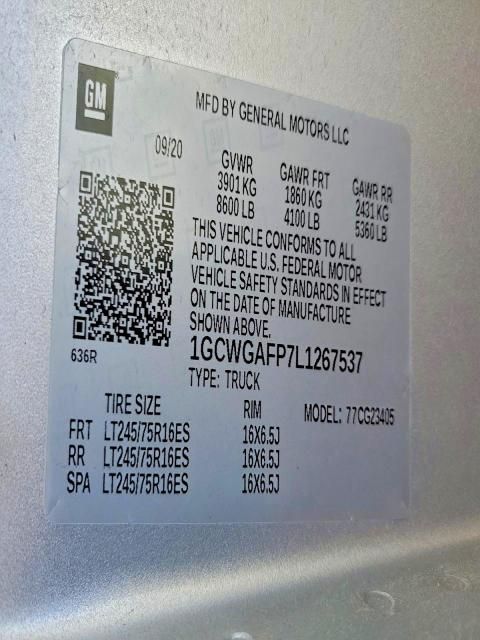 GM
MFD BY GENERAL MOTORS LLC
09/20
GVWR GAWR FRT GAWR RR
3901 KG 1860 KG 2431 KG
8600 LB 4100 LB 5360 LB
THIS VEHICLE CONFORMS TO ALL
APPLICABLE U.S. FEDERAL MOTOR
VEHICLE SAFETY STANDARDS IN EFFECT
ON THE DATE OF MANUFACTURE
SHOWN ABOVE.
636R
1GCWGAFP7L1267537
TYPE: TRUCK
TIRE SIZE RIM MODEL: 77CG23405
FRT LT245/75R16ES 16X6.5J
RR LT245/75R16ES 16X6.5J
SPA LT245/75R16ES 16X6.5J